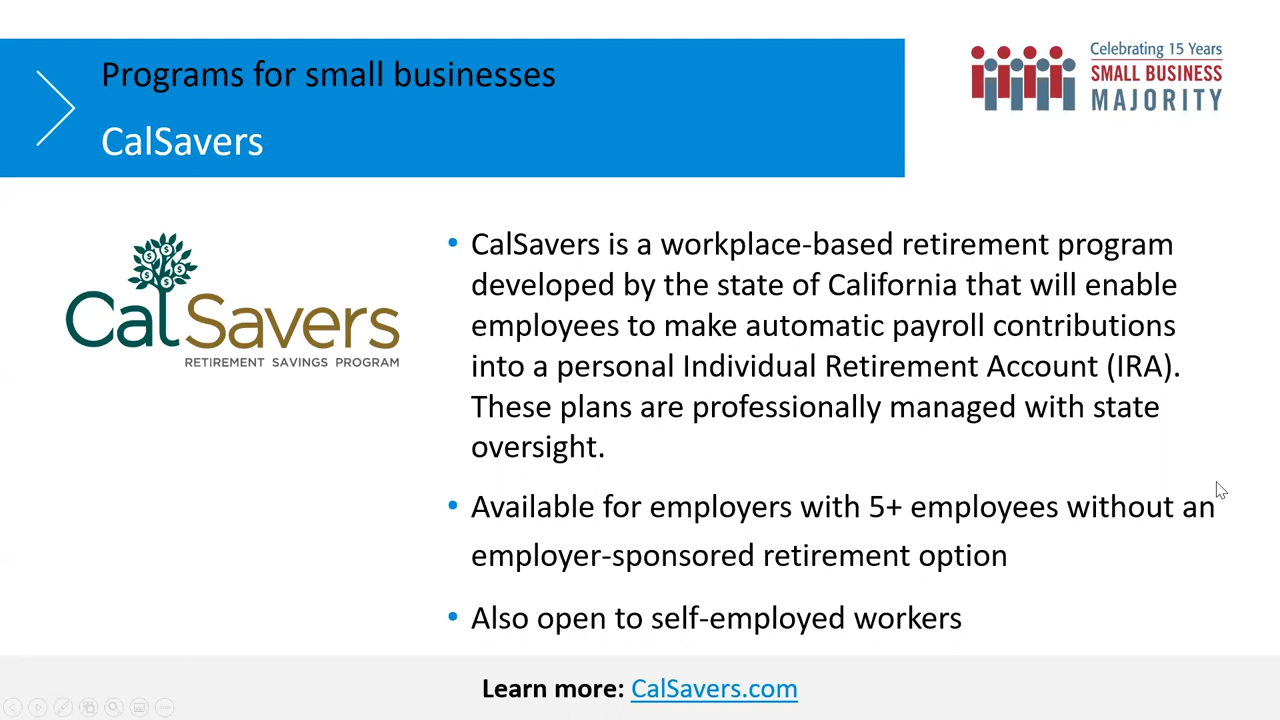 Programs for small businesses
CalSavers
Celebrating 15 Years
SMALL BUSINESS
MAJORITY
CalSavers
RETIREMENT SAVINGS PROGRAM
• CalSavers is a workplace-based retirement program
developed by the state of California that will enable
employees to make automatic payroll contributions
into a personal Individual Retirement Account (IRA).
These plans are professionally managed with state
oversight.
• Available for employers with 5+ employees without an
employer-sponsored retirement option
• Also open to self-employed workers
Learn more: CalSavers.com